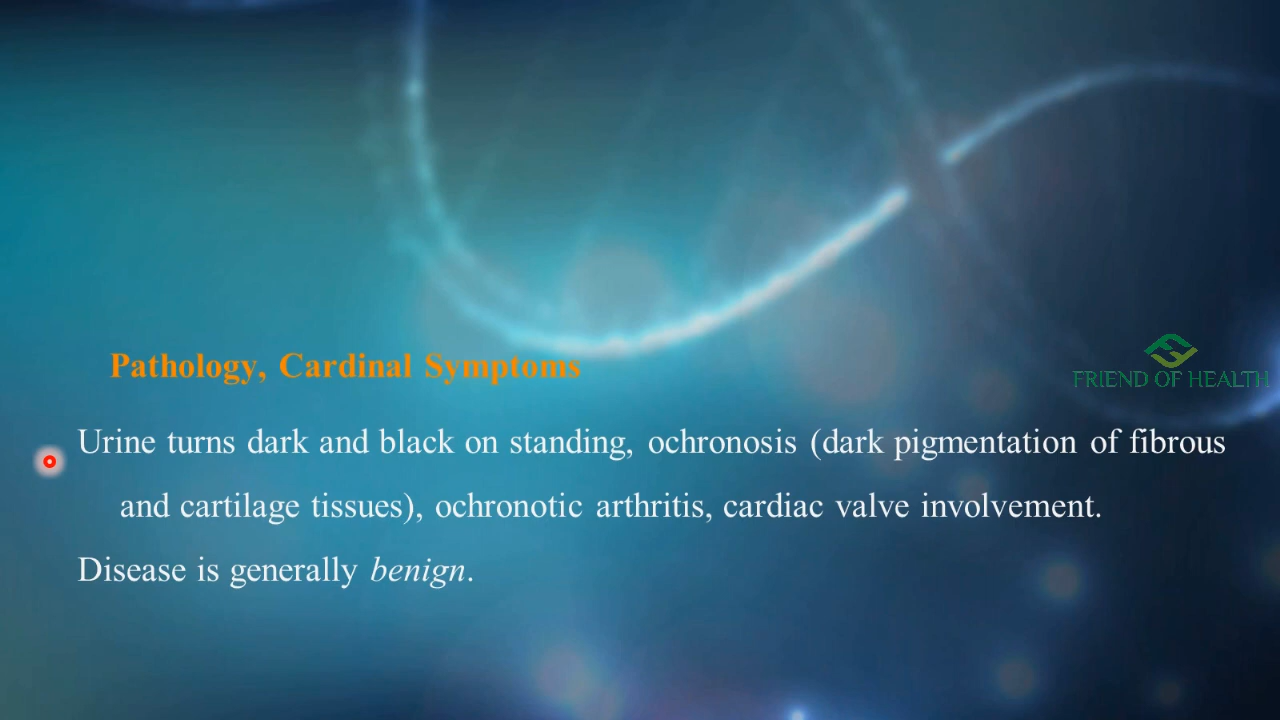 Pathology, Cardinal Symptoms
FRIEND OF HEALTH
Urine turns dark and black on standing, ochronosis (dark pigmentation of fibrous
and cartilage tissues), ochronotic arthritis, cardiac valve involvement.
Disease is generally benign.